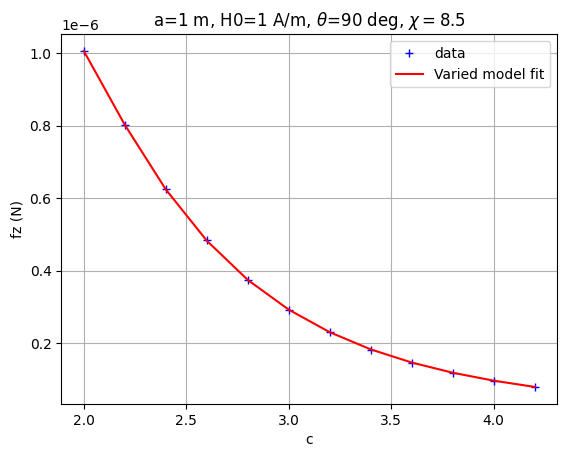 a=1 m, H0=1 A/m, θ=90 deg, χ = 8.5
1e−6
data
Varied model fit
1.0
0.8
0.6
0.4
0.2
fz (N)
2.0 2.5 3.0 3.5 4.0
c